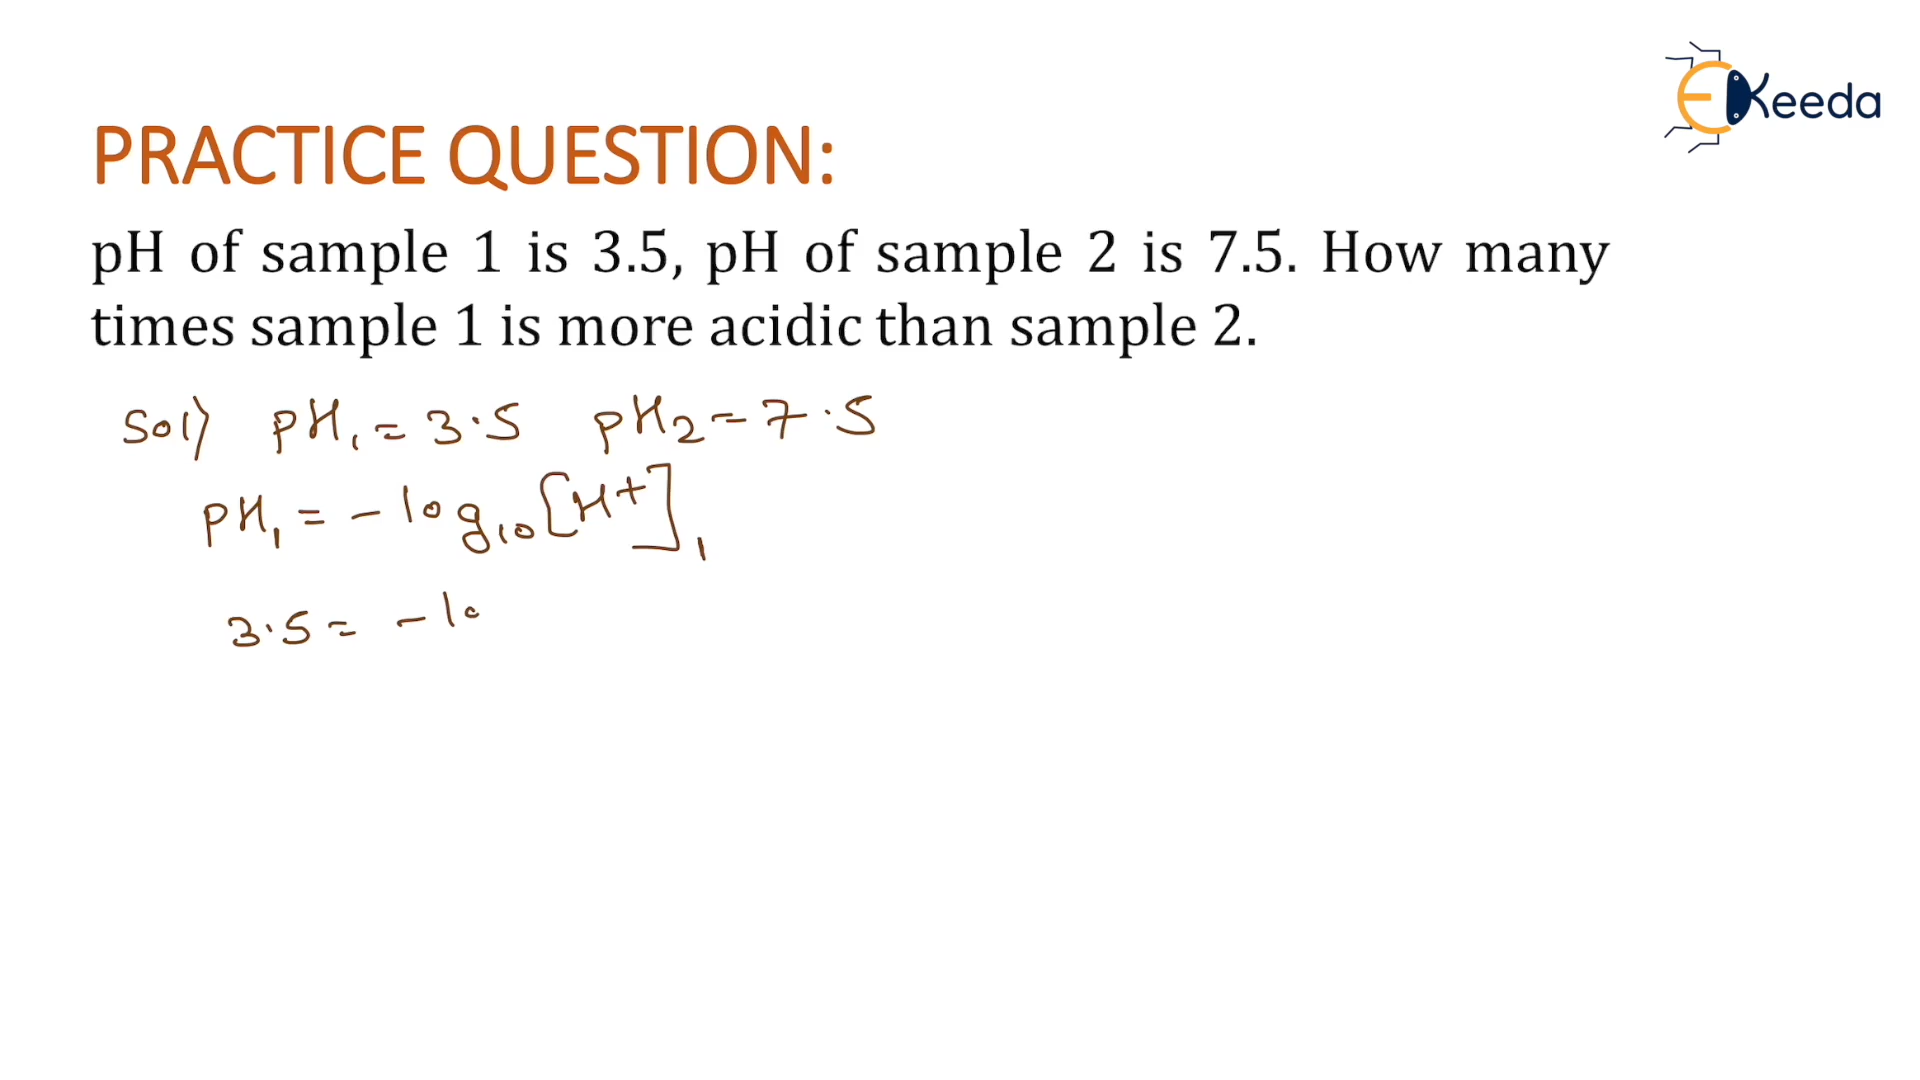 EKeeda
PRACTICE QUESTION:
pH of sample 1 is 3.5, pH of sample 2 is 7.5. How many
times sample 1 is more acidic than sample 2.
Sol) pH₁ = 3.5 pH₂ = 7.5
pH₁ = - log₁₀ [H+]₁
3.5 = - lo